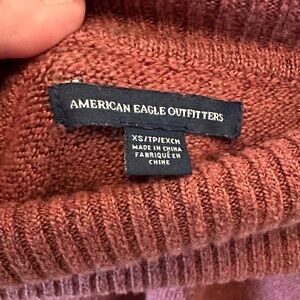 AMERICAN EAGLE OUTFITTERS
XS/TP/EXCH
MADE IN CHINA
FABRIQUÉ EN
CHINE